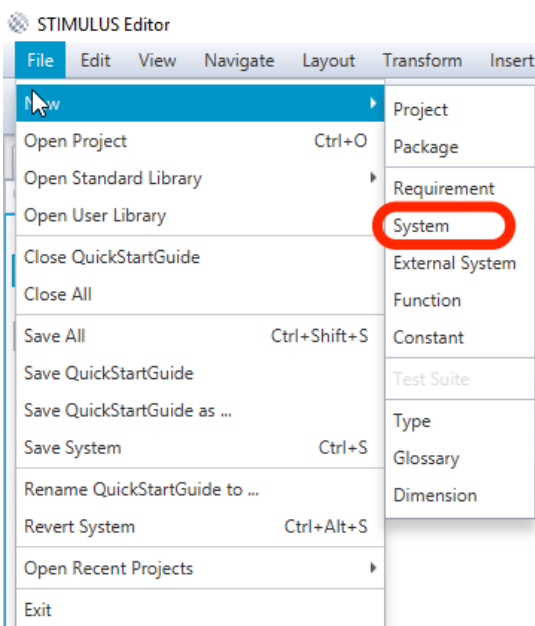 STIMULUS Editor
File Edit View Navigate Layout Transform Insert
New
Open Project Ctrl+O
Open Standard Library
Open User Library
Close QuickStartGuide
Close All
Save All Ctrl+Shift+S
Save QuickStartGuide
Save QuickStartGuide as ...
Save System Ctrl+S
Rename QuickStartGuide to ...
Revert System Ctrl+Alt+S
Open Recent Projects
Exit
Project
Package
Requirement
System
External System
Function
Constant
Test Suite
Type
Glossary
Dimension